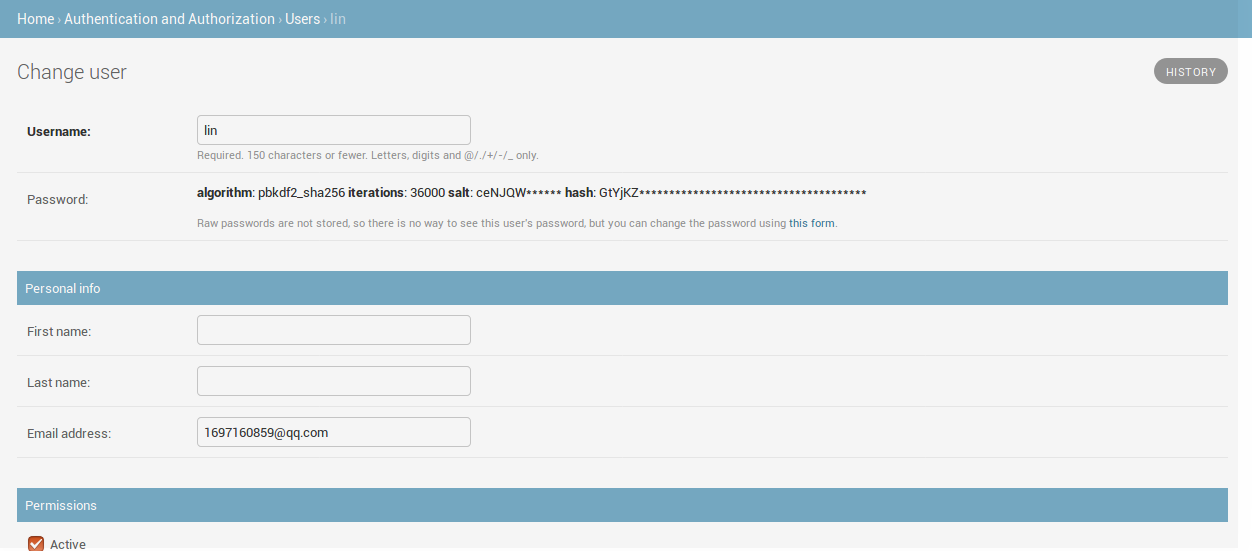 Home › Authentication and Authorization › Users › lin
Change user
HISTORY
Username:
lin
Required. 150 characters or fewer. Letters, digits and @/./+/-/_ only.
Password:
algorithm: pbkdf2_sha256 iterations: 36000 salt: ceNJQW****** hash: GtYjKZ**************************************
Raw passwords are not stored, so there is no way to see this user's password, but you can change the password using this form.
Personal info
First name:
Last name:
Email address:
1697160859@qq.com
Permissions
Active